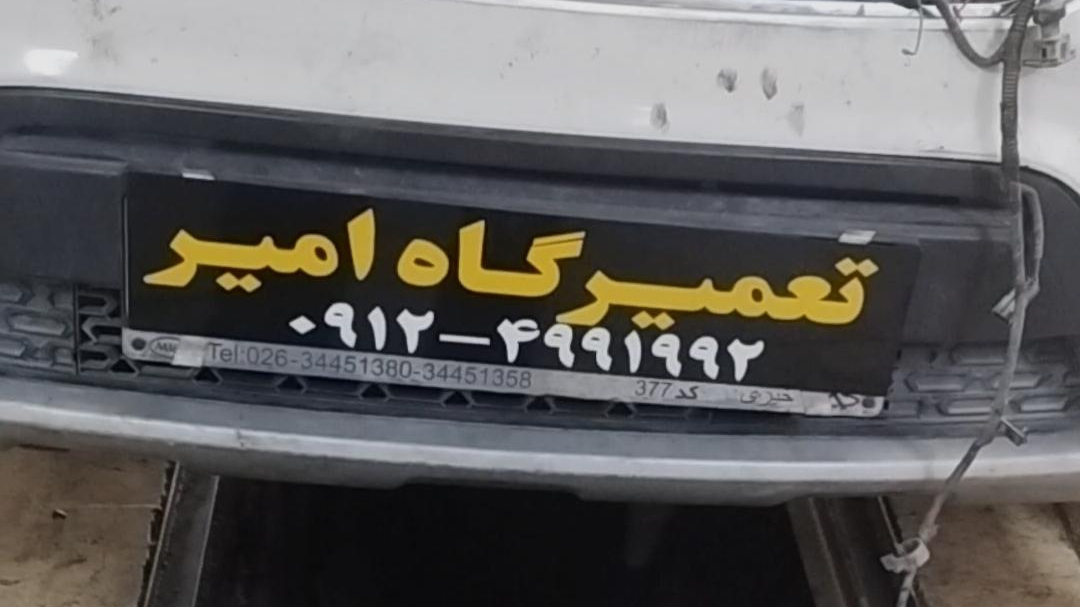 تعمیرگاه امیر
۰۹۱۲-۴۹۹۱۹۹۲
Tel:026-34451380-34451358 کد 377